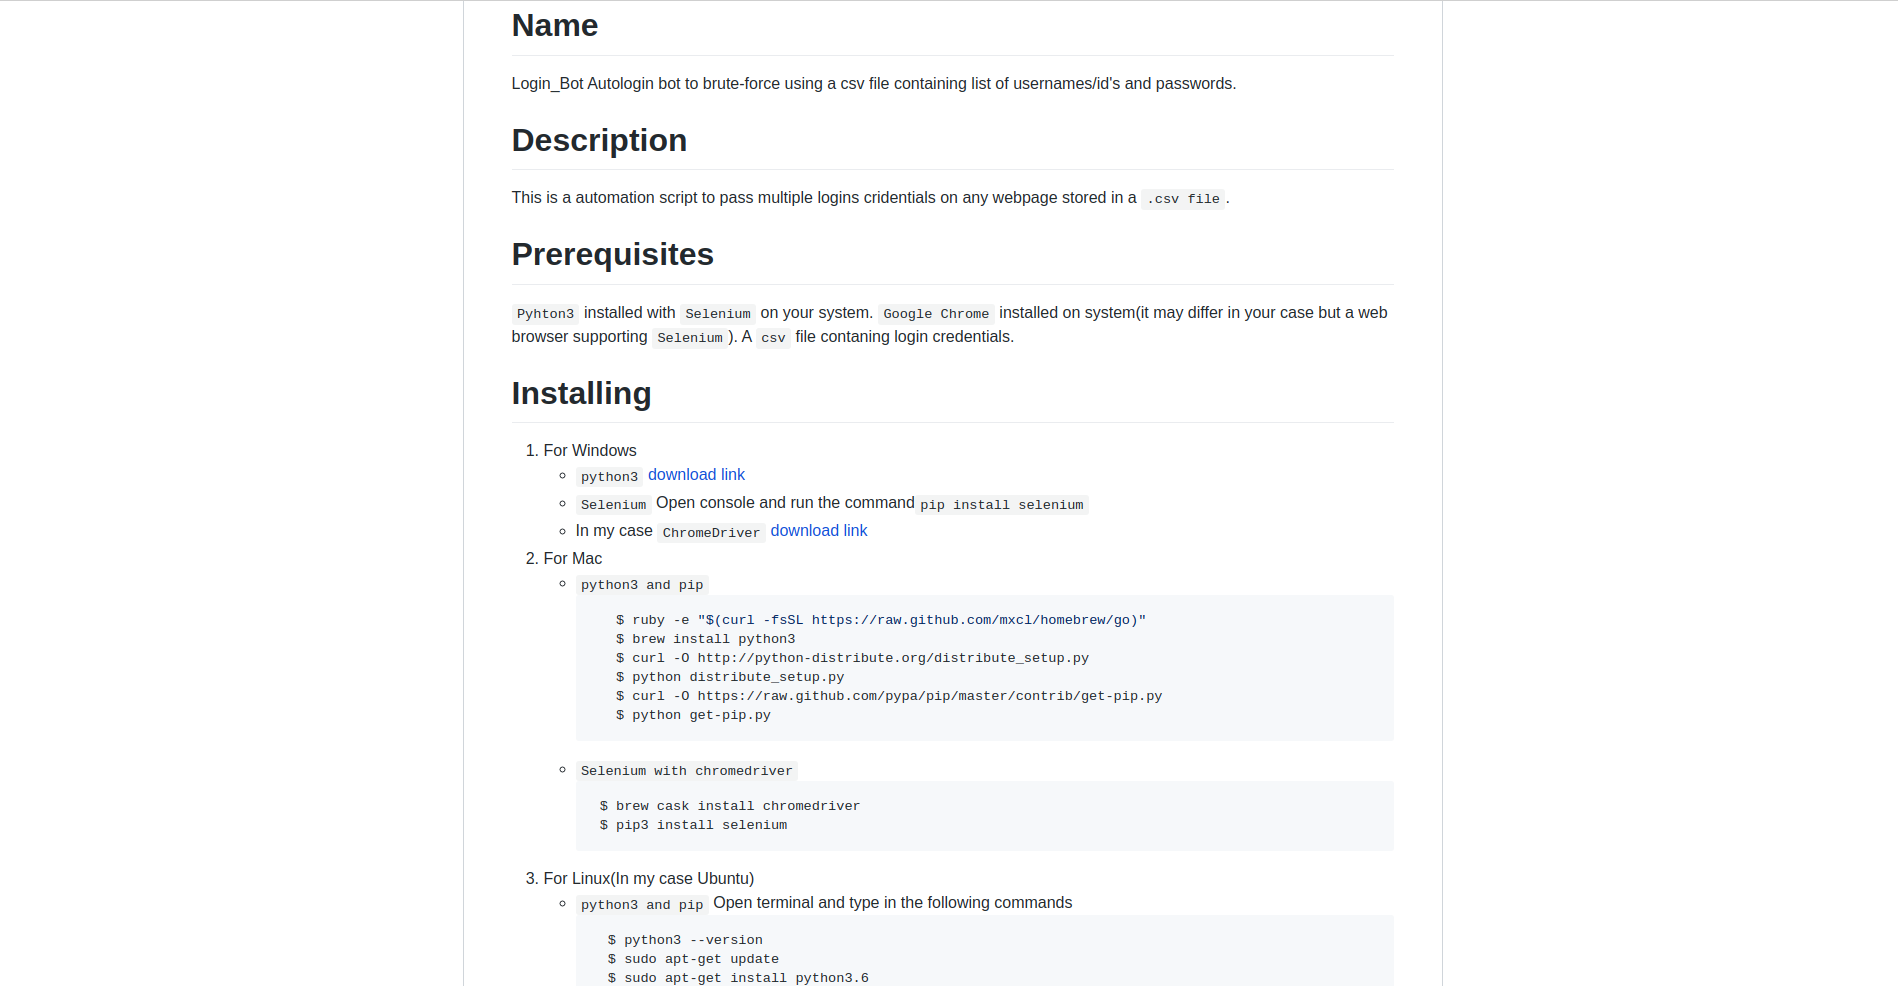 Name
Login_Bot Autologin bot to brute-force using a csv file containing list of usernames/id's and passwords.
Description
This is a automation script to pass multiple logins cridentials on any webpage stored in a .csv file.
Prerequisites
Pyhton3 installed with Selenium on your system. Google Chrome installed on system(it may differ in your case but a web
browser supporting Selenium). A csv file contaning login credentials.
Installing
1. For Windows
python3 download link
Selenium Open console and run the command pip install selenium
In my case ChromeDriver download link
2. For Mac
python3 and pip
$ ruby -e "$(curl -fsSL https://raw.github.com/mxcl/homebrew/go)"
$ brew install python3
$ curl -O http://python-distribute.org/distribute_setup.py
$ python distribute_setup.py
$ curl -O https://raw.github.com/pypa/pip/master/contrib/get-pip.py
$ python get-pip.py
Selenium with chromedriver
$ brew cask install chromedriver
$ pip3 install selenium
3. For Linux(In my case Ubuntu)
python3 and pip Open terminal and type in the following commands
$ python3 --version
$ sudo apt-get update
$ sudo apt-get install python3.6